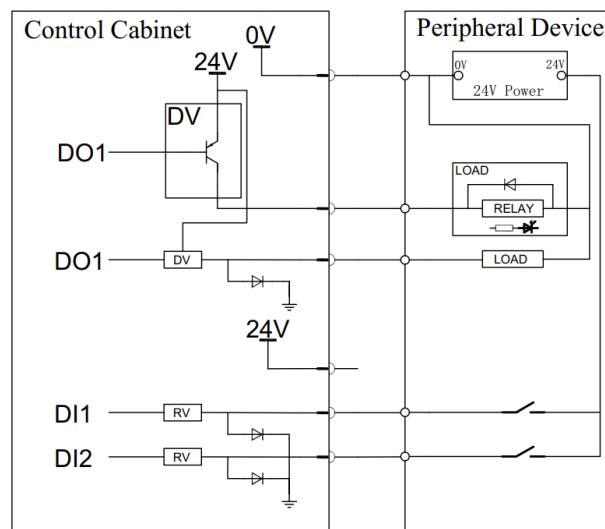 Control Cabinet
0V
Peripheral Device
24V
0V
24V
24V Power
DV
DO1
LOAD
RELAY
DO1
DV
LOAD
24V
DI1
RV
DI2
RV